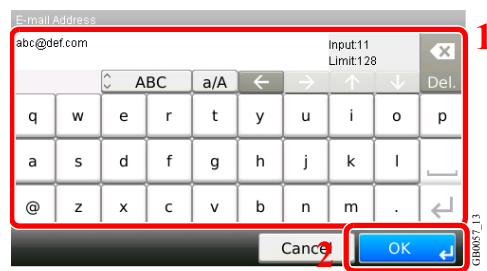 E-mail Address
1
abc@def.com Input:11
Limit:128
ABC a/A ← → ↑ ↓ Del.
q w e r t y u i o p
a s d f g h j k l
@ z x c v b n m .
2
Cancel OK
GB0057_13